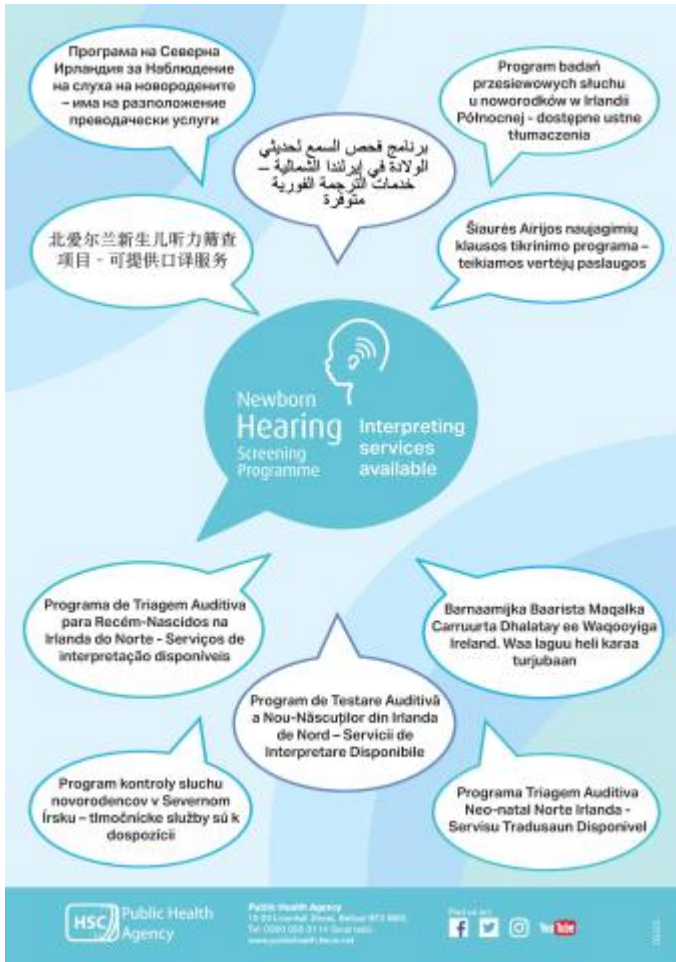 Програма на Северна
Ирландия за Наблюдение
на слуха на новородените
– има на разположение
преводачески услуги
Program badań
przesiewowych słuchu
u noworodków w Irlandii
Północnej - dostępne ustne
tłumaczenia
برنامج فحص السمع لحديثي
الولادة في إيرلندا الشمالية –
خدمات الترجمة الفورية
متوفرة
北爱尔兰新生儿听力筛查
项目 - 可提供口译服务
Šiaurės Airijos naujagimių
klausos tikrinimo programa –
teikiamos vertėjų paslaugos
Newborn
Hearing
Screening
Programme
Interpreting
services
available
Programa de Triagem Auditiva
para Recém-Nascidos na
Irlanda do Norte - Serviços de
interpretação disponíveis
Barnaamijka Baarista Maqalka
Carruurta Dhalatay ee Waqooyiga
Ireland. Waa laguu heli karaa
turjubaan
Program de Testare Auditivă
a Nou-Născuților din Irlanda
de Nord – Servicii de
Interpretare Disponibile
Program kontroly sluchu
novorodencov v Severnom
Írsku – tlmočnícke služby sú k
dospozícii
Programa Triagem Auditiva
Neo-natal Norte Irlanda -
Servisu Tradusaun Disponivel
HSC Public Health
Agency
Public Health Agency
Find us on:
YouTube